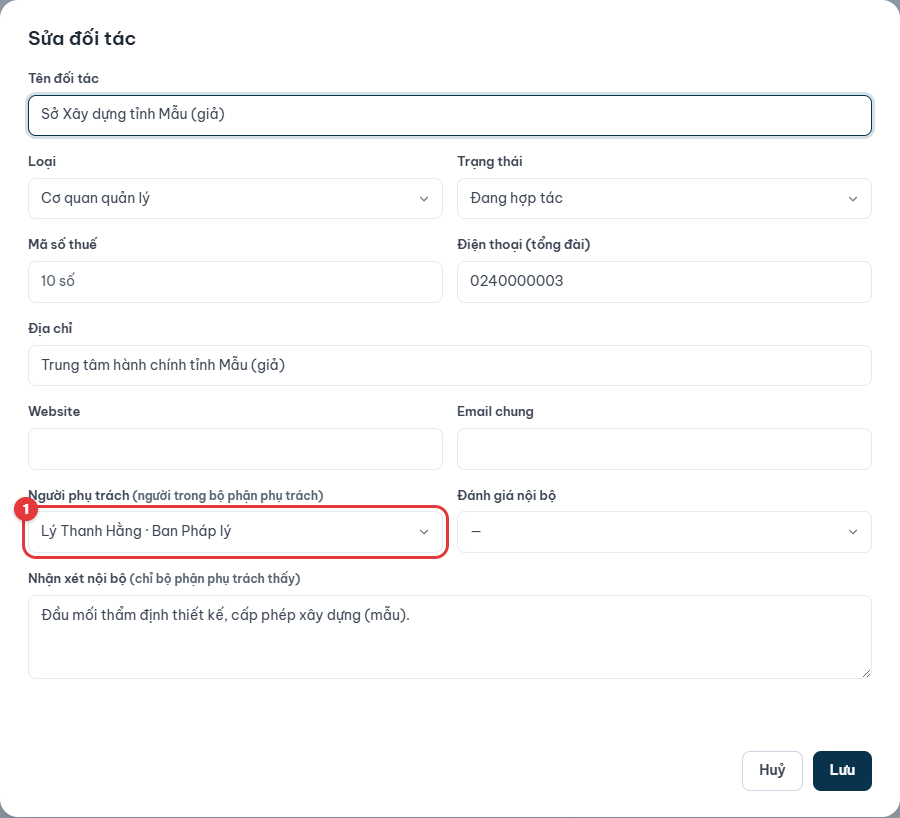 Sửa đối tác
Tên đối tác
Sở Xây dựng tỉnh Mẫu (giả)
Loại
Trạng thái
Cơ quan quản lý
Đang hợp tác
Mã số thuế
Điện thoại (tổng đài)
10 số
0240000003
Địa chỉ
Trung tâm hành chính tỉnh Mẫu (giả)
Website
Email chung
Người phụ trách (người trong bộ phận phụ trách)
Đánh giá nội bộ
1
Lý Thanh Hằng · Ban Pháp lý
—
Nhận xét nội bộ (chỉ bộ phận phụ trách thấy)
Đầu mối thẩm định thiết kế, cấp phép xây dựng (mẫu).
Huỷ
Lưu